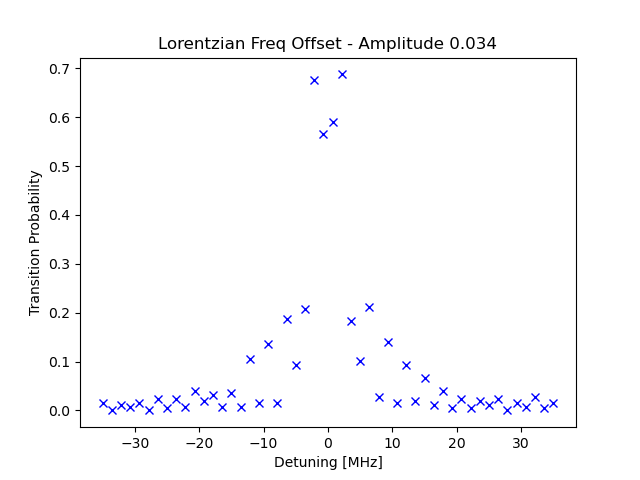 Lorentzian Freq Offset - Amplitude 0.034
Transition Probability
0.7
0.6
0.5
0.4
0.3
0.2
0.1
0.0
−30 −20 −10 0 10 20 30
Detuning [MHz]